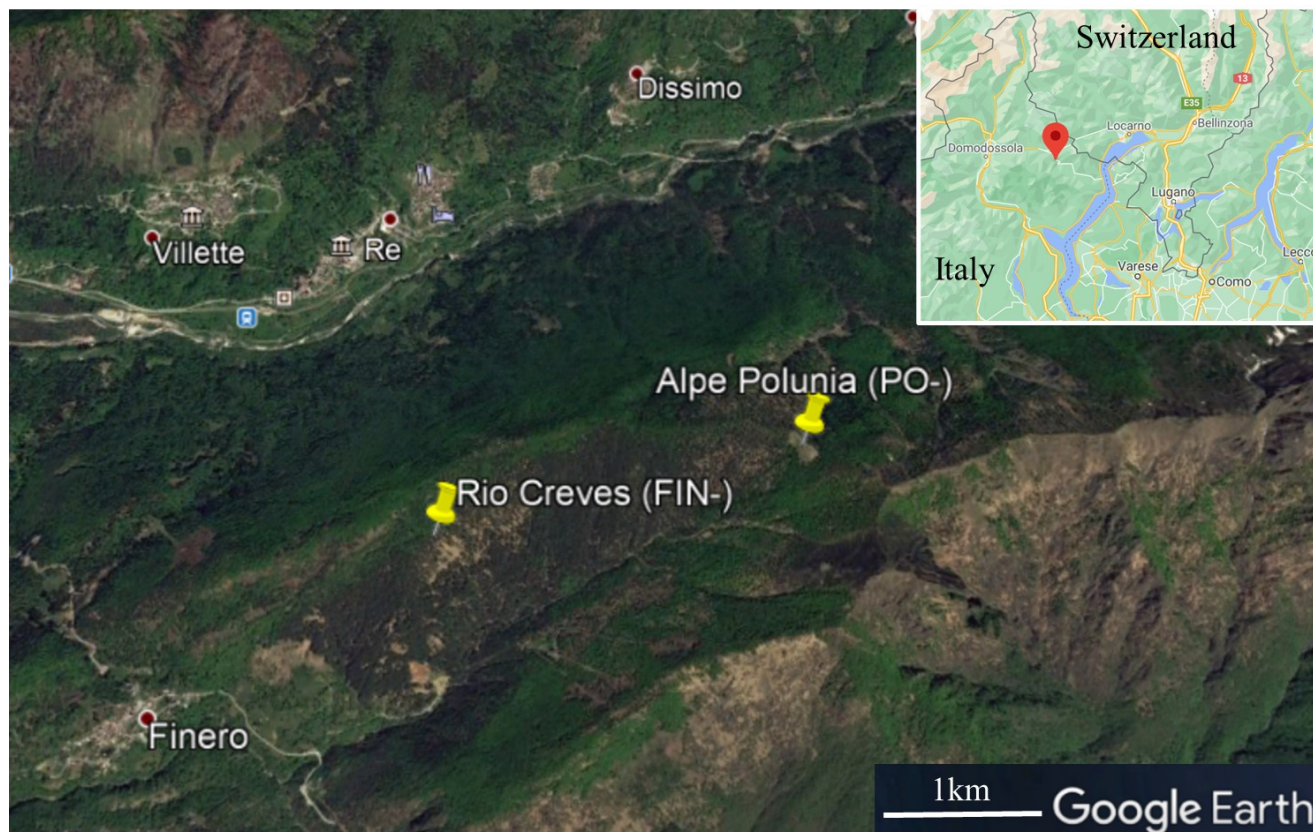 Switzerland
13
E35
Locarno
Bellinzona
Domodossola
Lugano
Italy
Varese
Como
Lecc
Dissimo
Villette
Re
Alpe Polunia (PO-)
Rio Creves (FIN-)
Finero
1km
Google Earth